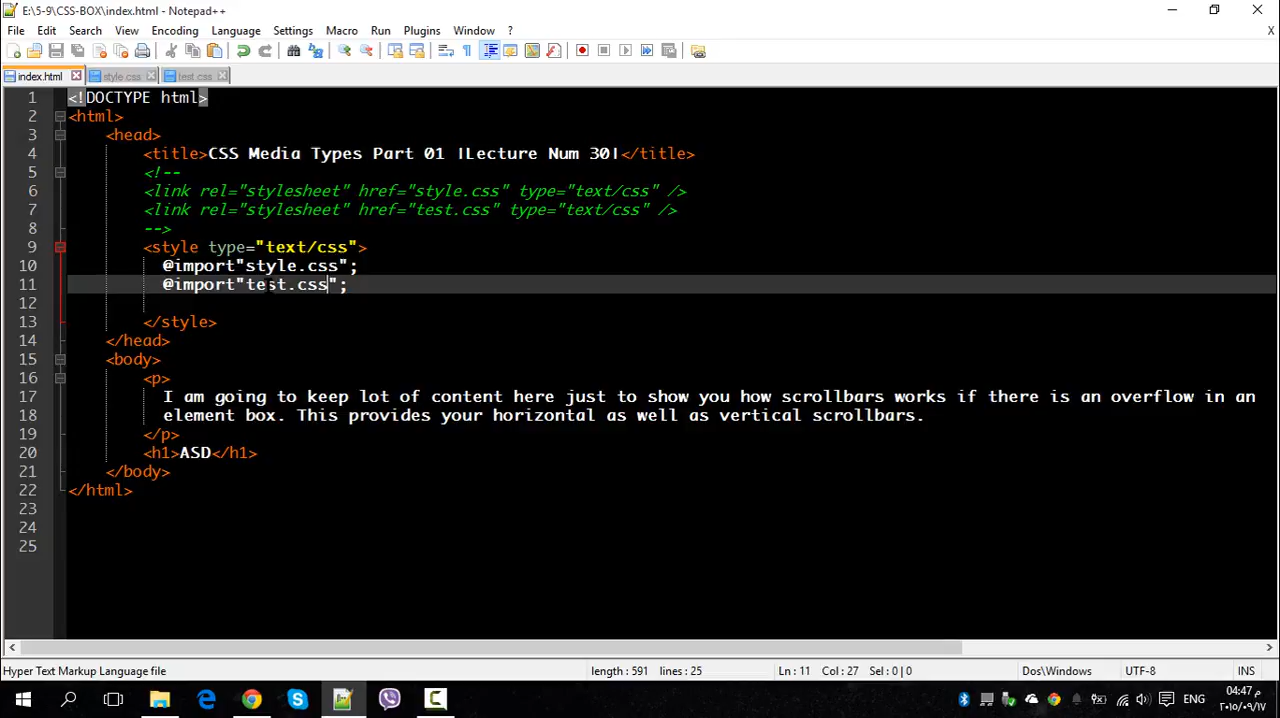 E:\5-9\CSS-BOX\index.html - Notepad++
File Edit Search View Encoding Language Settings Macro Run Plugins Window ? X
index.html style.css test.css
1 <!DOCTYPE html>
2 <html>
3 <head>
4 <title>CSS Media Types Part 01 |Lecture Num 30|</title>
5 <!--
6 <link rel="stylesheet" href="style.css" type="text/css" />
7 <link rel="stylesheet" href="test.css" type="text/css" />
8 -->
9 <style type="text/css">
10 @import"style.css";
11 @import"test.css";
12
13 </style>
14 </head>
15 <body>
16 <p>
17 I am going to keep lot of content here just to show you how scrollbars works if there is an overflow in an
18 element box. This provides your horizontal as well as vertical scrollbars.
19 </p>
20 <h1>ASD</h1>
21 </body>
22 </html>
23
24
25
Hyper Text Markup Language file length : 591 lines : 25 Ln : 11 Col : 27 Sel : 0 | 0 Dos\Windows UTF-8 INS
ENG م 04:47
٢٠١٥/٠٩/١٧